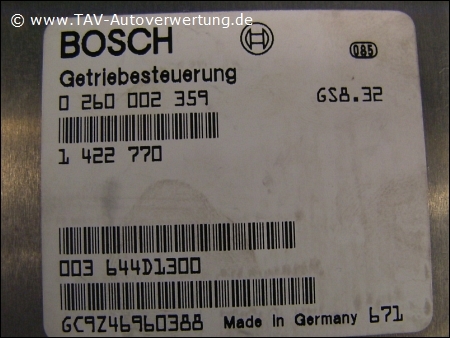 © www.TAV-Autoverwertung.de
BOSCH
085
Getriebesteuerung
0 260 002 359 GS8.32
1 422 770
003 644D1300
GC9Z46960388 Made in Germany 671